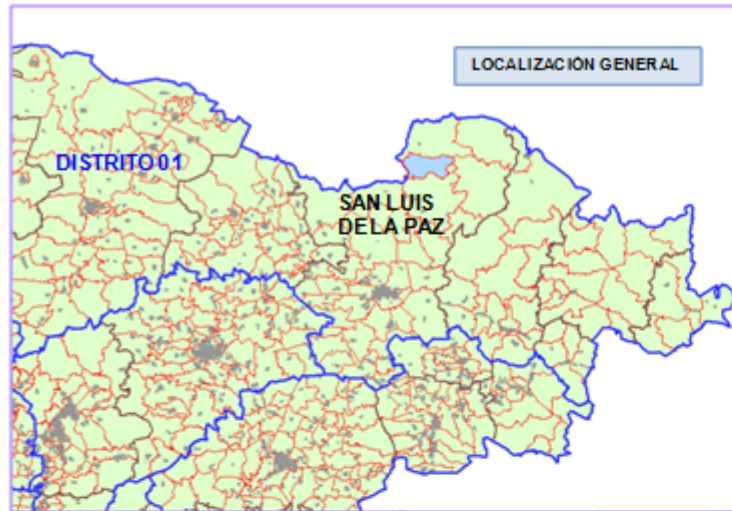 LOCALIZACIÓN GENERAL
DISTRITO 01
SAN LUIS
DE LA PAZ